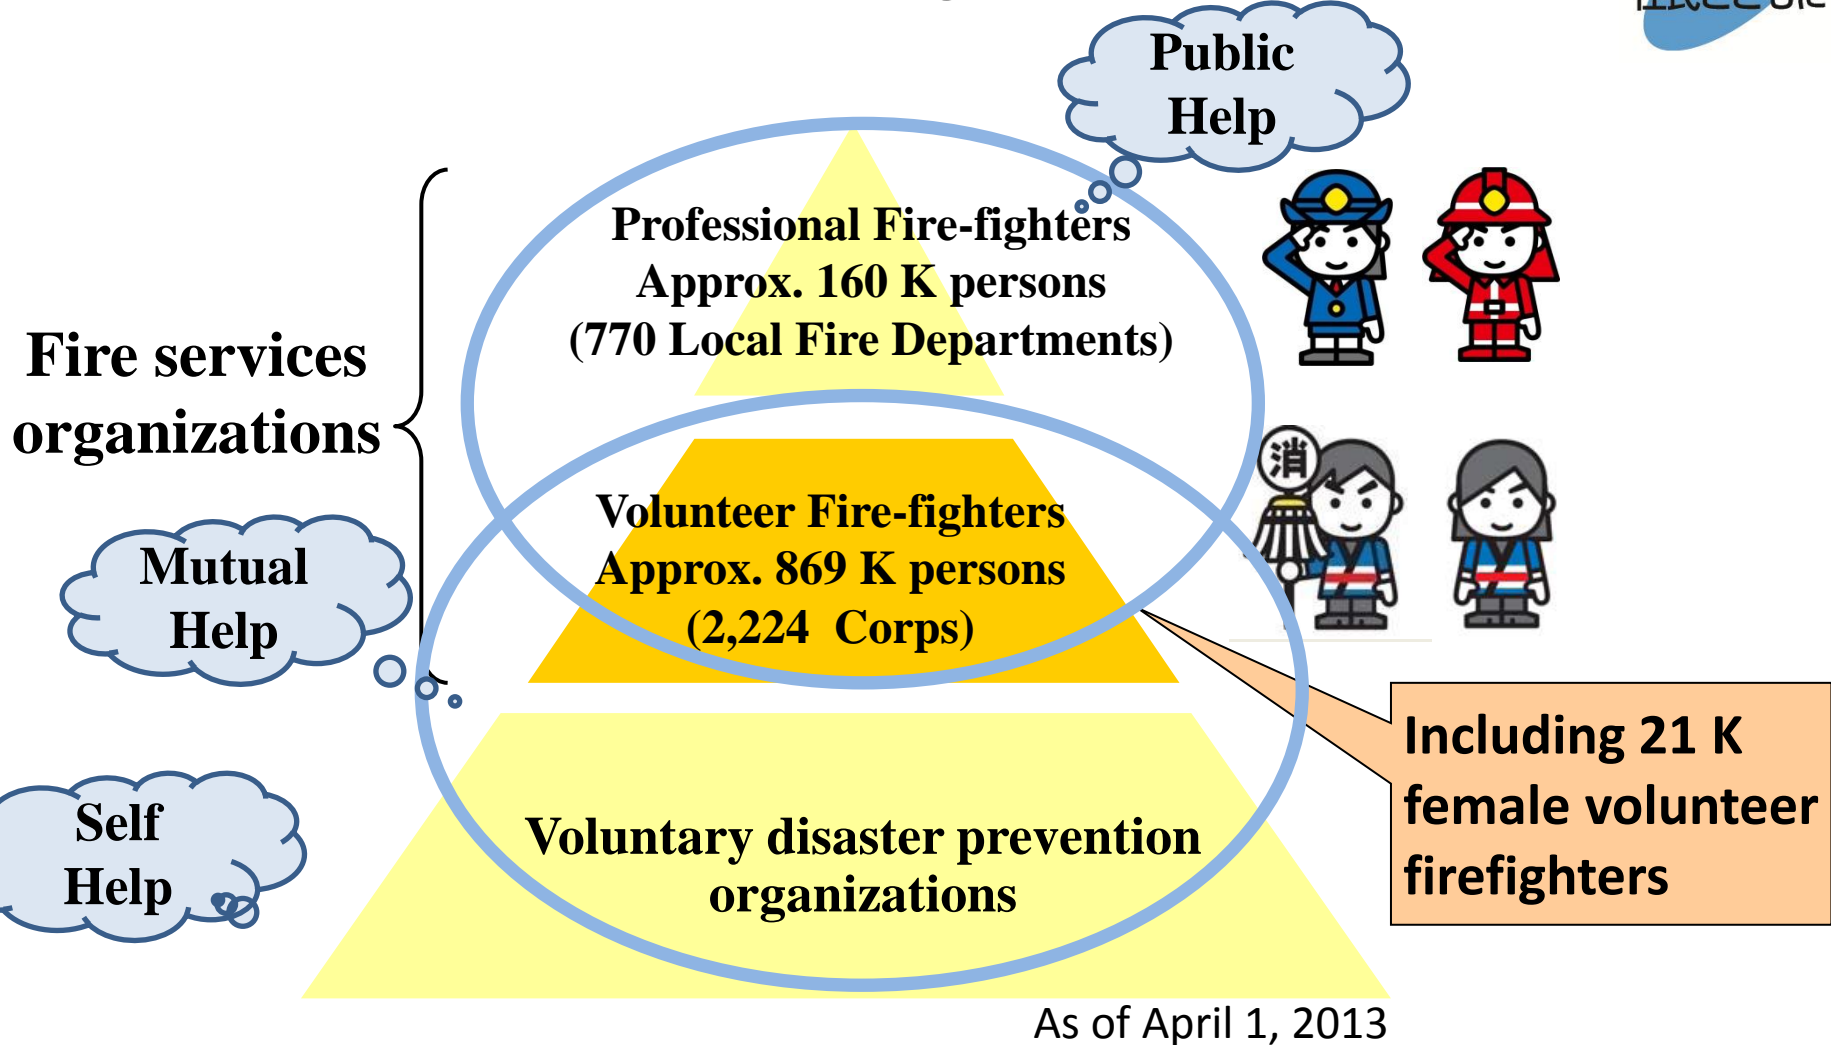 Public
Help
Professional Fire-fighters
Approx. 160 K persons
(770 Local Fire Departments)
Fire services
organizations
消
Volunteer Fire-fighters
Approx. 869 K persons
(2,224 Corps)
Mutual
Help
Including 21 K
female volunteer
firefighters
Self
Help
Voluntary disaster prevention
organizations
As of April 1, 2013